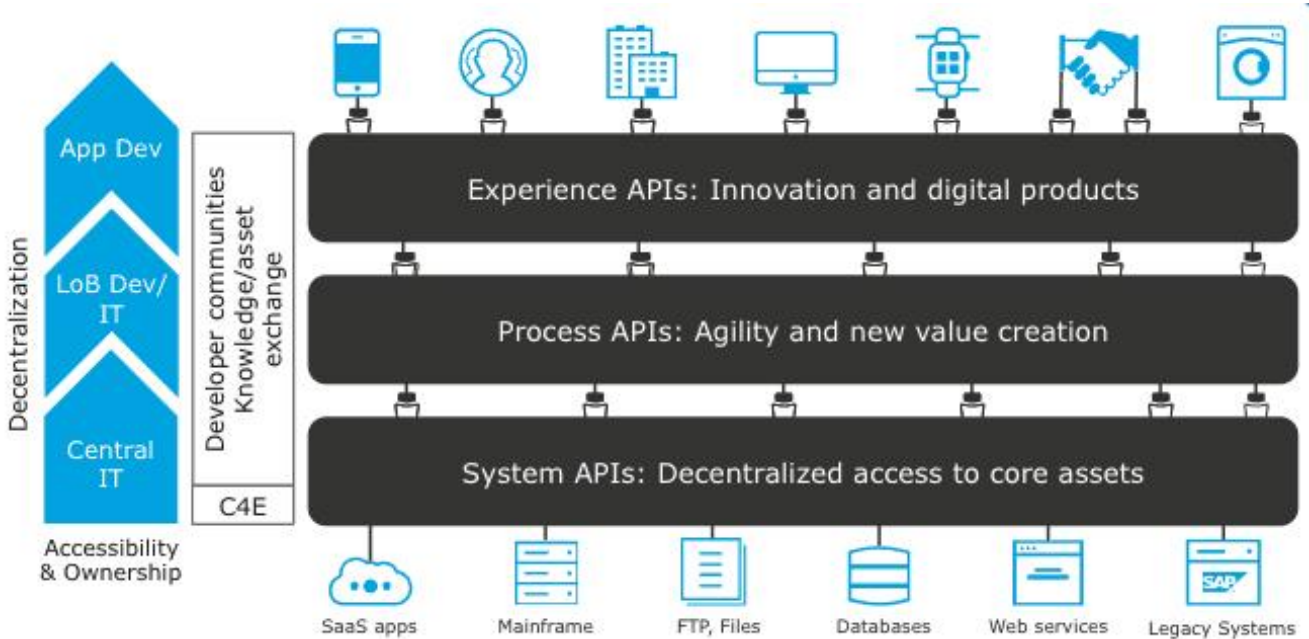 Decentralization
App Dev
LoB Dev/
IT
Central
IT
Accessibility
& Ownership
Developer communities
Knowledge/asset
exchange
C4E
Experience APIs: Innovation and digital products
Process APIs: Agility and new value creation
System APIs: Decentralized access to core assets
SaaS apps
Mainframe
FTP, Files
Databases
Web services
SAP
Legacy Systems